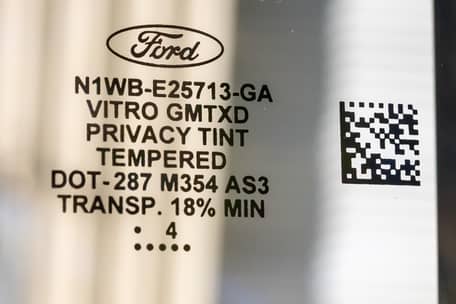 Ford
N1WB-E25713-GA
VITRO GMTXD
PRIVACY TINT
TEMPERED
DOT-287 M354 AS3
TRANSP. 18% MIN
4